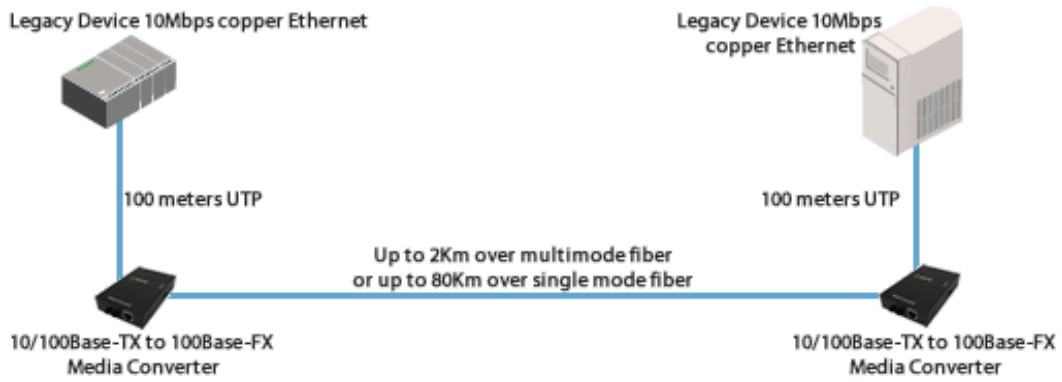 Legacy Device 10Mbps copper Ethernet
Legacy Device 10Mbps
copper Ethernet
100 meters UTP
100 meters UTP
Up to 2Km over multimode fiber
or up to 80Km over single mode fiber
10/100Base-TX to 100Base-FX
Media Converter
10/100Base-TX to 100Base-FX
Media Converter